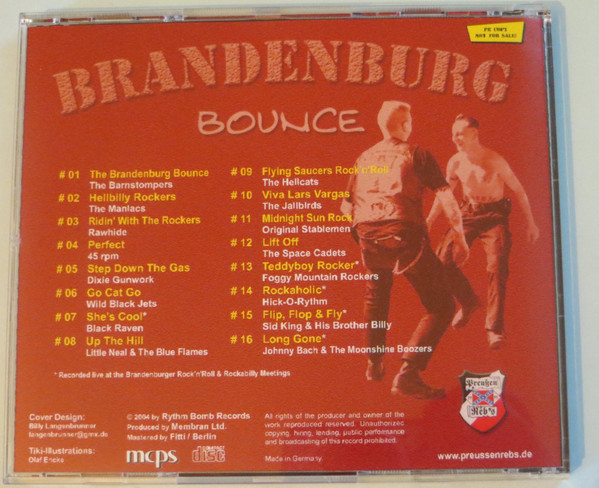 PR COPY
NOT FOR SALE!
BRANDENBURG
BOUNCE
# 01 The Brandenburg Bounce
The Barnstompers
# 02 Hellbilly Rockers
The Maniacs
# 03 Ridin' With The Rockers
Rawhide
# 04 Perfect
45 rpm
# 05 Step Down The Gas
Dixie Gunwork
# 06 Go Cat Go
Wild Black Jets
# 07 She's Cool*
Black Raven
# 08 Up The Hill
Little Neal & The Blue Flames
# 09 Flying Saucers Rock'n'Roll
The Hellcats
# 10 Viva Lars Vargas
The Jailbirds
# 11 Midnight Sun Rock
Original Stablemen
# 12 Lift Off
The Space Cadets
# 13 Teddyboy Rocker*
Foggy Mountain Rockers
# 14 Rockaholic*
Hick-O-Rythm
# 15 Flip, Flop & Fly*
Sid King & His Brother Billy
# 16 Long Gone*
Johnny Bach & The Moonshine Boozers
* Recorded live at the Brandenburger Rock'n'Roll & Rockabilly Meetings
Cover Design:
Billy Langenbrunner
langenbrunner@gmx.de
Tiki-Illustrations:
Olaf Encke
© 2004 by Rythm Bomb Records
Produced by Membran Ltd.
Mastered by Fitti / Berlin
mcps
COMPACT
disc
All rights of the producer and owner of the
work reproduced reserved. Unauthorized
copying, hiring, lending, public performance
and broadcasting of this record prohibited.
Made in Germany
Preußen
Reb's
www.preussenrebs.de